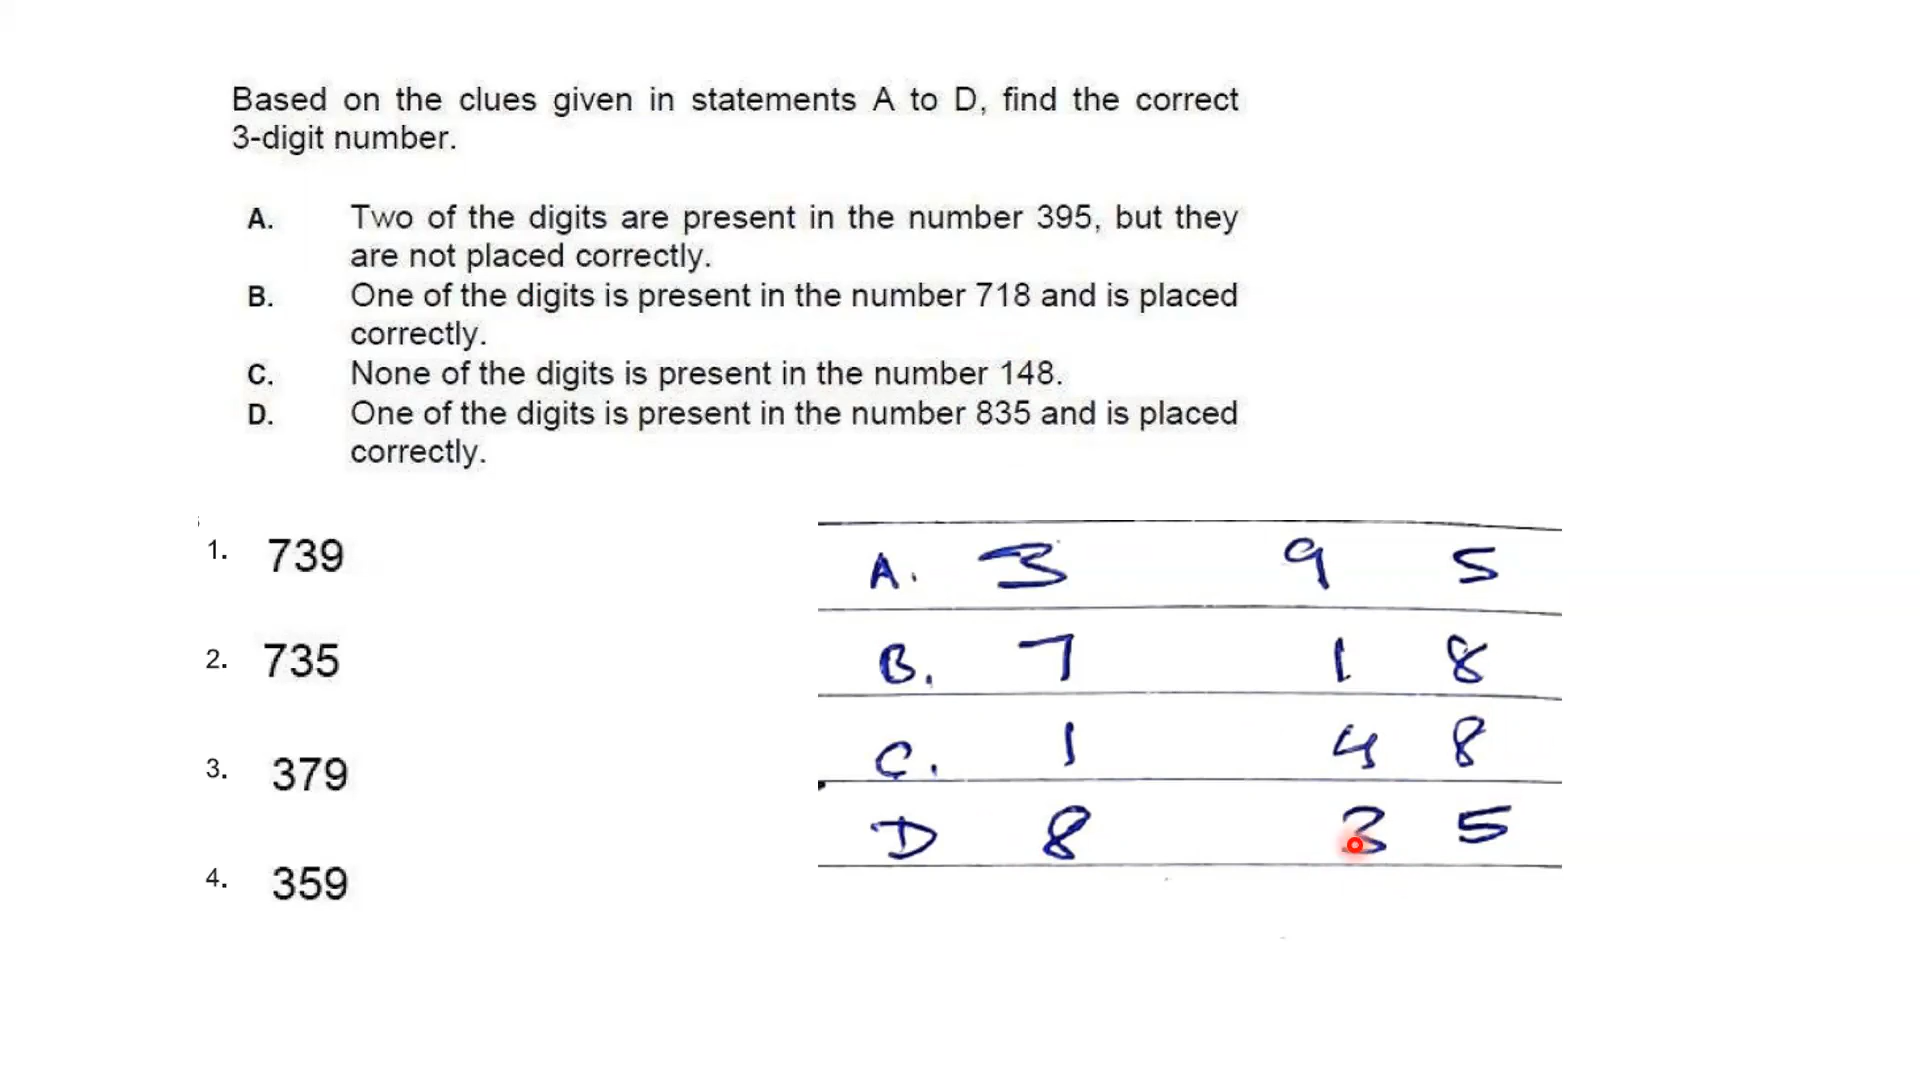 Based on the clues given in statements A to D, find the correct
3-digit number.
A. Two of the digits are present in the number 395, but they
are not placed correctly.
B. One of the digits is present in the number 718 and is placed
correctly.
C. None of the digits is present in the number 148.
D. One of the digits is present in the number 835 and is placed
correctly.
1. 739
2. 735
3. 379
4. 359
A. 3 9 5
B. 7 1 8
C. 1 4 8
D 8 3 5